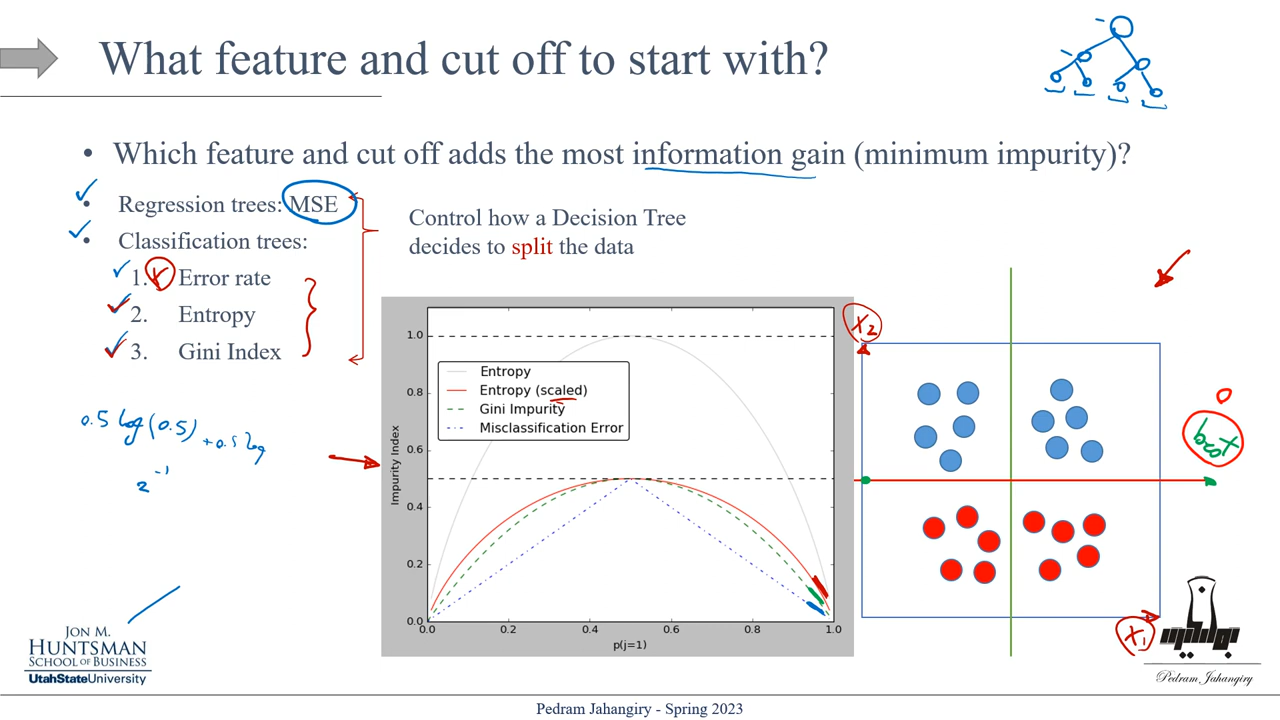 What feature and cut off to start with?
• Which feature and cut off adds the most information gain (minimum impurity)?
• Regression trees: MSE
• Classification trees:
1. Error rate
2. Entropy
3. Gini Index
Control how a Decision Tree
decides to split the data
0.5 log(0.5) + 0.5 log
2⁻¹
Impurity Index
1.0
0.8
0.6
0.4
0.2
0.0
Entropy
Entropy (scaled)
Gini Impurity
Misclassification Error
0.0 0.2 0.4 0.6 0.8 1.0
p(j=1)
X2
X1
JON M.
HUNTSMAN
SCHOOL OF BUSINESS
UtahStateUniversity
Pedram Jahangiry
Pedram Jahangiry - Spring 2023